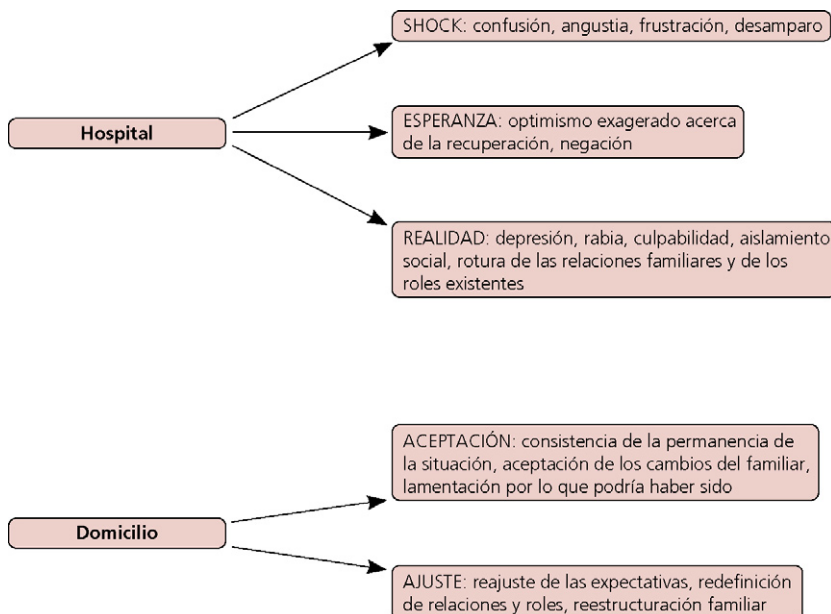 SHOCK: confusión, angustia, frustración, desamparo
Hospital
ESPERANZA: optimismo exagerado acerca
de la recuperación, negación
REALIDAD: depresión, rabia, culpabilidad, aislamiento
social, rotura de las relaciones familiares y de los
roles existentes
ACEPTACIÓN: consistencia de la permanencia de
la situación, aceptación de los cambios del familiar,
lamentación por lo que podría haber sido
Domicilio
AJUSTE: reajuste de las expectativas, redefinición
de relaciones y roles, reestructuración familiar